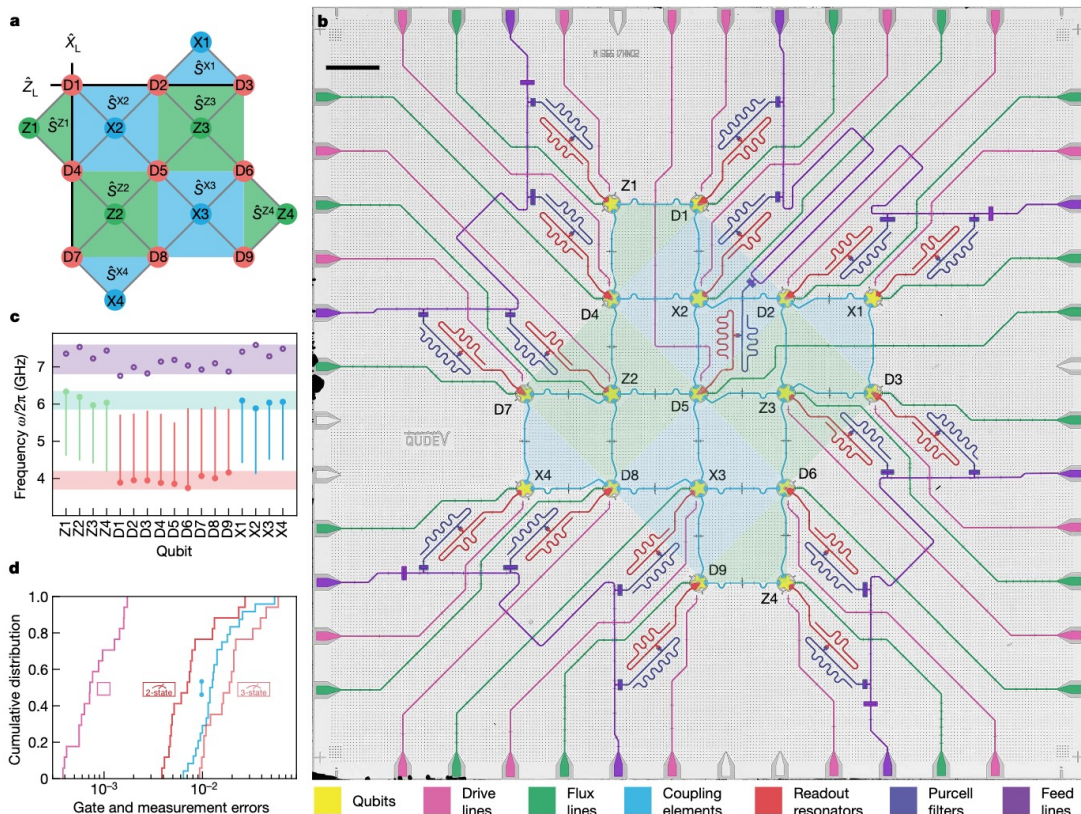 a
X̂L
ẐL
X1
ŜX1
D1
D2
D3
ŜX2
ŜZ3
Z1
ŜZ1
X2
Z3
D4
D5
D6
ŜZ2
ŜX3
Z2
X3
ŜZ4
Z4
D7
D8
D9
ŜX4
X4
b
Z1
D1
D4
X2
D2
X1
D7
Z2
D5
Z3
D3
QUDEV
X4
D8
X3
D6
D9
Z4
c
Frequency ω/2π (GHz)
7
6
5
4
Z1 Z2 Z3 Z4 D1 D2 D3 D4 D5 D6 D7 D8 D9 X1 X2 X3 X4
Qubit
d
Cumulative distribution
1.0
0.8
0.6
0.4
0.2
0
2-state
3-state
10−3
10−2
Gate and measurement errors
Qubits
Drive lines
Flux lines
Coupling elements
Readout resonators
Purcell filters
Feed lines